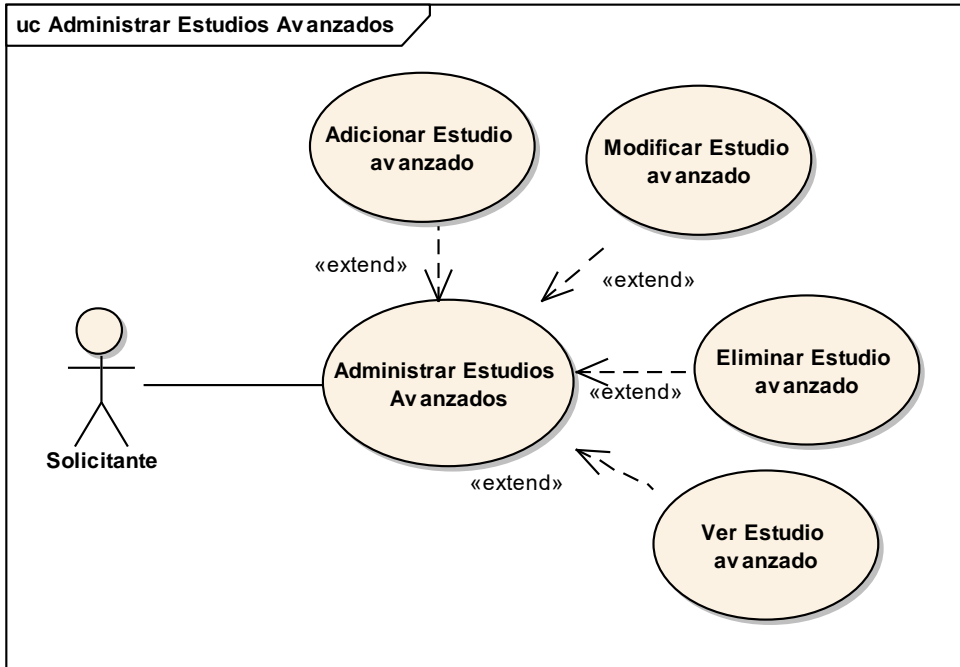 uc Administrar Estudios Avanzados
Adicionar Estudio
avanzado
Modificar Estudio
avanzado
«extend»
«extend»
Administrar Estudios
Avanzados
Eliminar Estudio
avanzado
«extend»
Solicitante
«extend»
Ver Estudio
avanzado